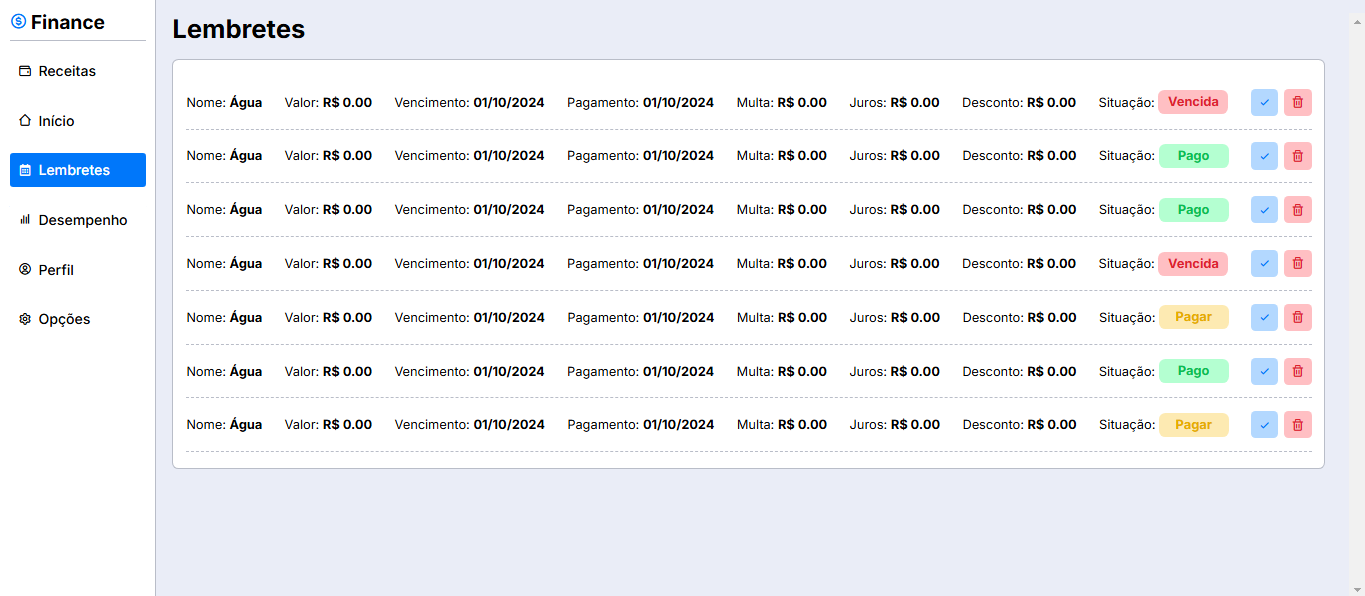 Finance
Lembretes
Receitas
Início
Lembretes
Desempenho
Perfil
Opções
Nome: Água Valor: R$ 0.00 Vencimento: 01/10/2024 Pagamento: 01/10/2024 Multa: R$ 0.00 Juros: R$ 0.00 Desconto: R$ 0.00 Situação: Vencida
Nome: Água Valor: R$ 0.00 Vencimento: 01/10/2024 Pagamento: 01/10/2024 Multa: R$ 0.00 Juros: R$ 0.00 Desconto: R$ 0.00 Situação: Pago
Nome: Água Valor: R$ 0.00 Vencimento: 01/10/2024 Pagamento: 01/10/2024 Multa: R$ 0.00 Juros: R$ 0.00 Desconto: R$ 0.00 Situação: Pago
Nome: Água Valor: R$ 0.00 Vencimento: 01/10/2024 Pagamento: 01/10/2024 Multa: R$ 0.00 Juros: R$ 0.00 Desconto: R$ 0.00 Situação: Vencida
Nome: Água Valor: R$ 0.00 Vencimento: 01/10/2024 Pagamento: 01/10/2024 Multa: R$ 0.00 Juros: R$ 0.00 Desconto: R$ 0.00 Situação: Pagar
Nome: Água Valor: R$ 0.00 Vencimento: 01/10/2024 Pagamento: 01/10/2024 Multa: R$ 0.00 Juros: R$ 0.00 Desconto: R$ 0.00 Situação: Pago
Nome: Água Valor: R$ 0.00 Vencimento: 01/10/2024 Pagamento: 01/10/2024 Multa: R$ 0.00 Juros: R$ 0.00 Desconto: R$ 0.00 Situação: Pagar